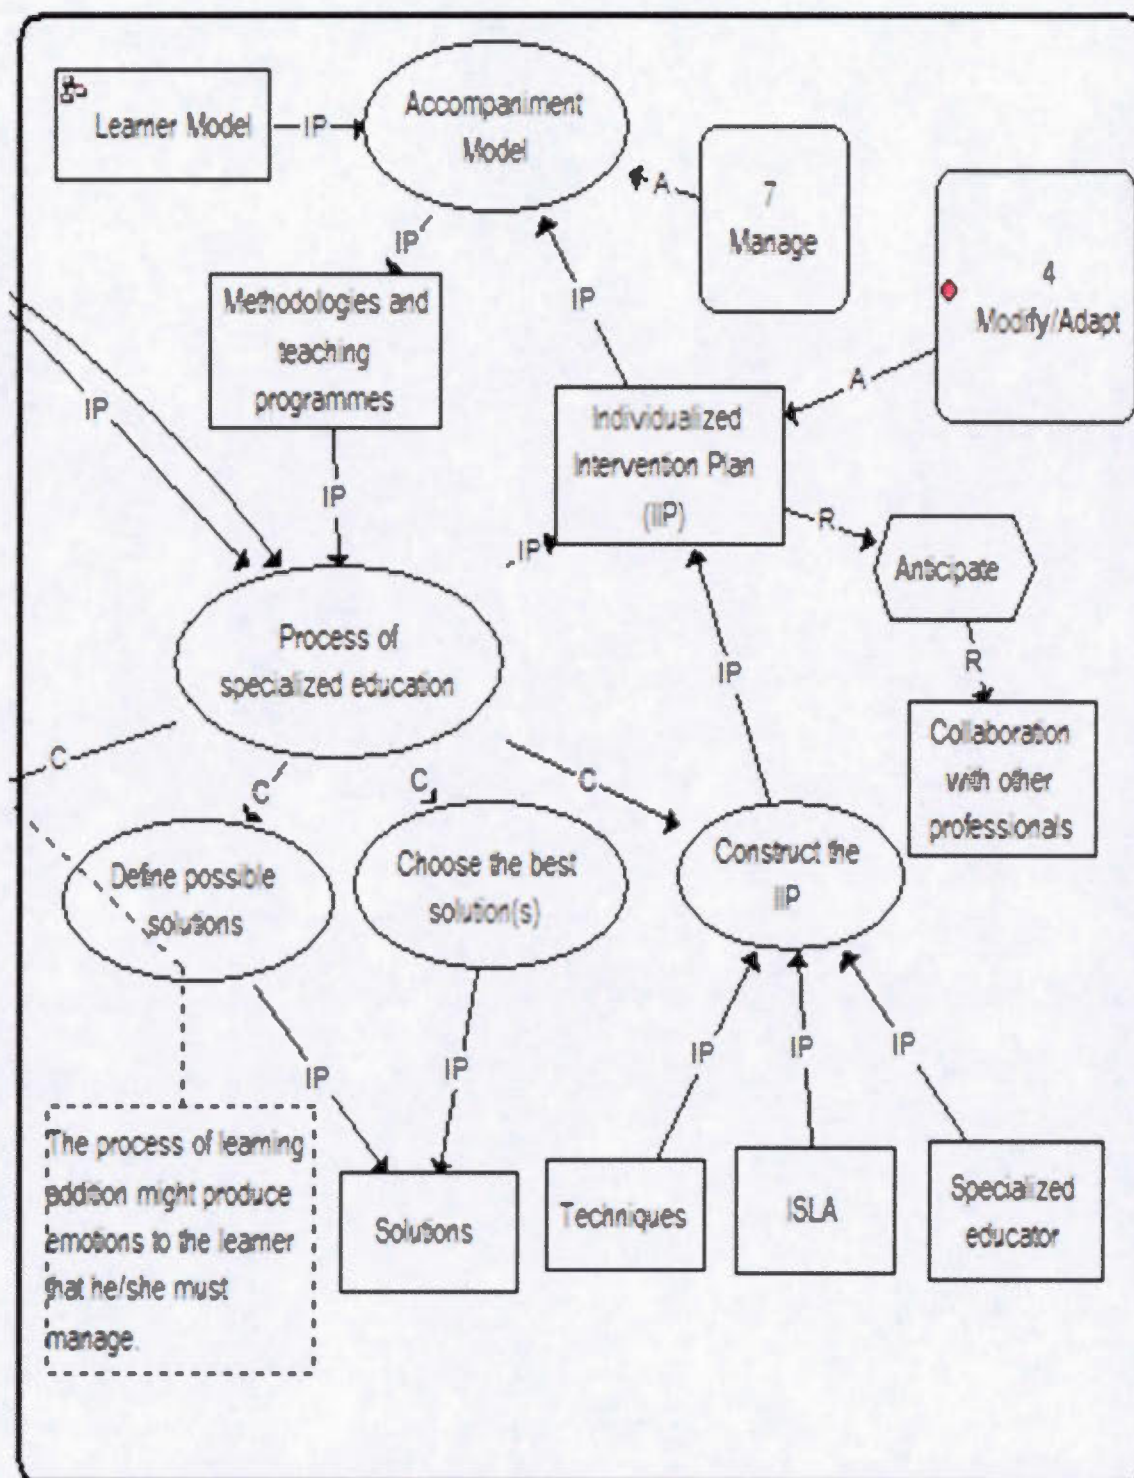 Learner Model
IP
Accompaniment
Model
A
7
Manage
4
Modify/Adapt
IP
IP
A
Methodologies and
teaching
programmes
IP
IP
Individualized
Intervention Plan
(IIP)
IP
R
Anticipate
R
Collaboration
with other
professionals
Process of
specialized education
IP
C
C
C
C
Define possible
solutions
Choose the best
solution(s)
Construct the
IIP
IP
IP
IP
IP
IP
The process of learning
addition might produce
emotions to the learner
that he/she must
manage.
Solutions
Techniques
ISLA
Specialized
educator